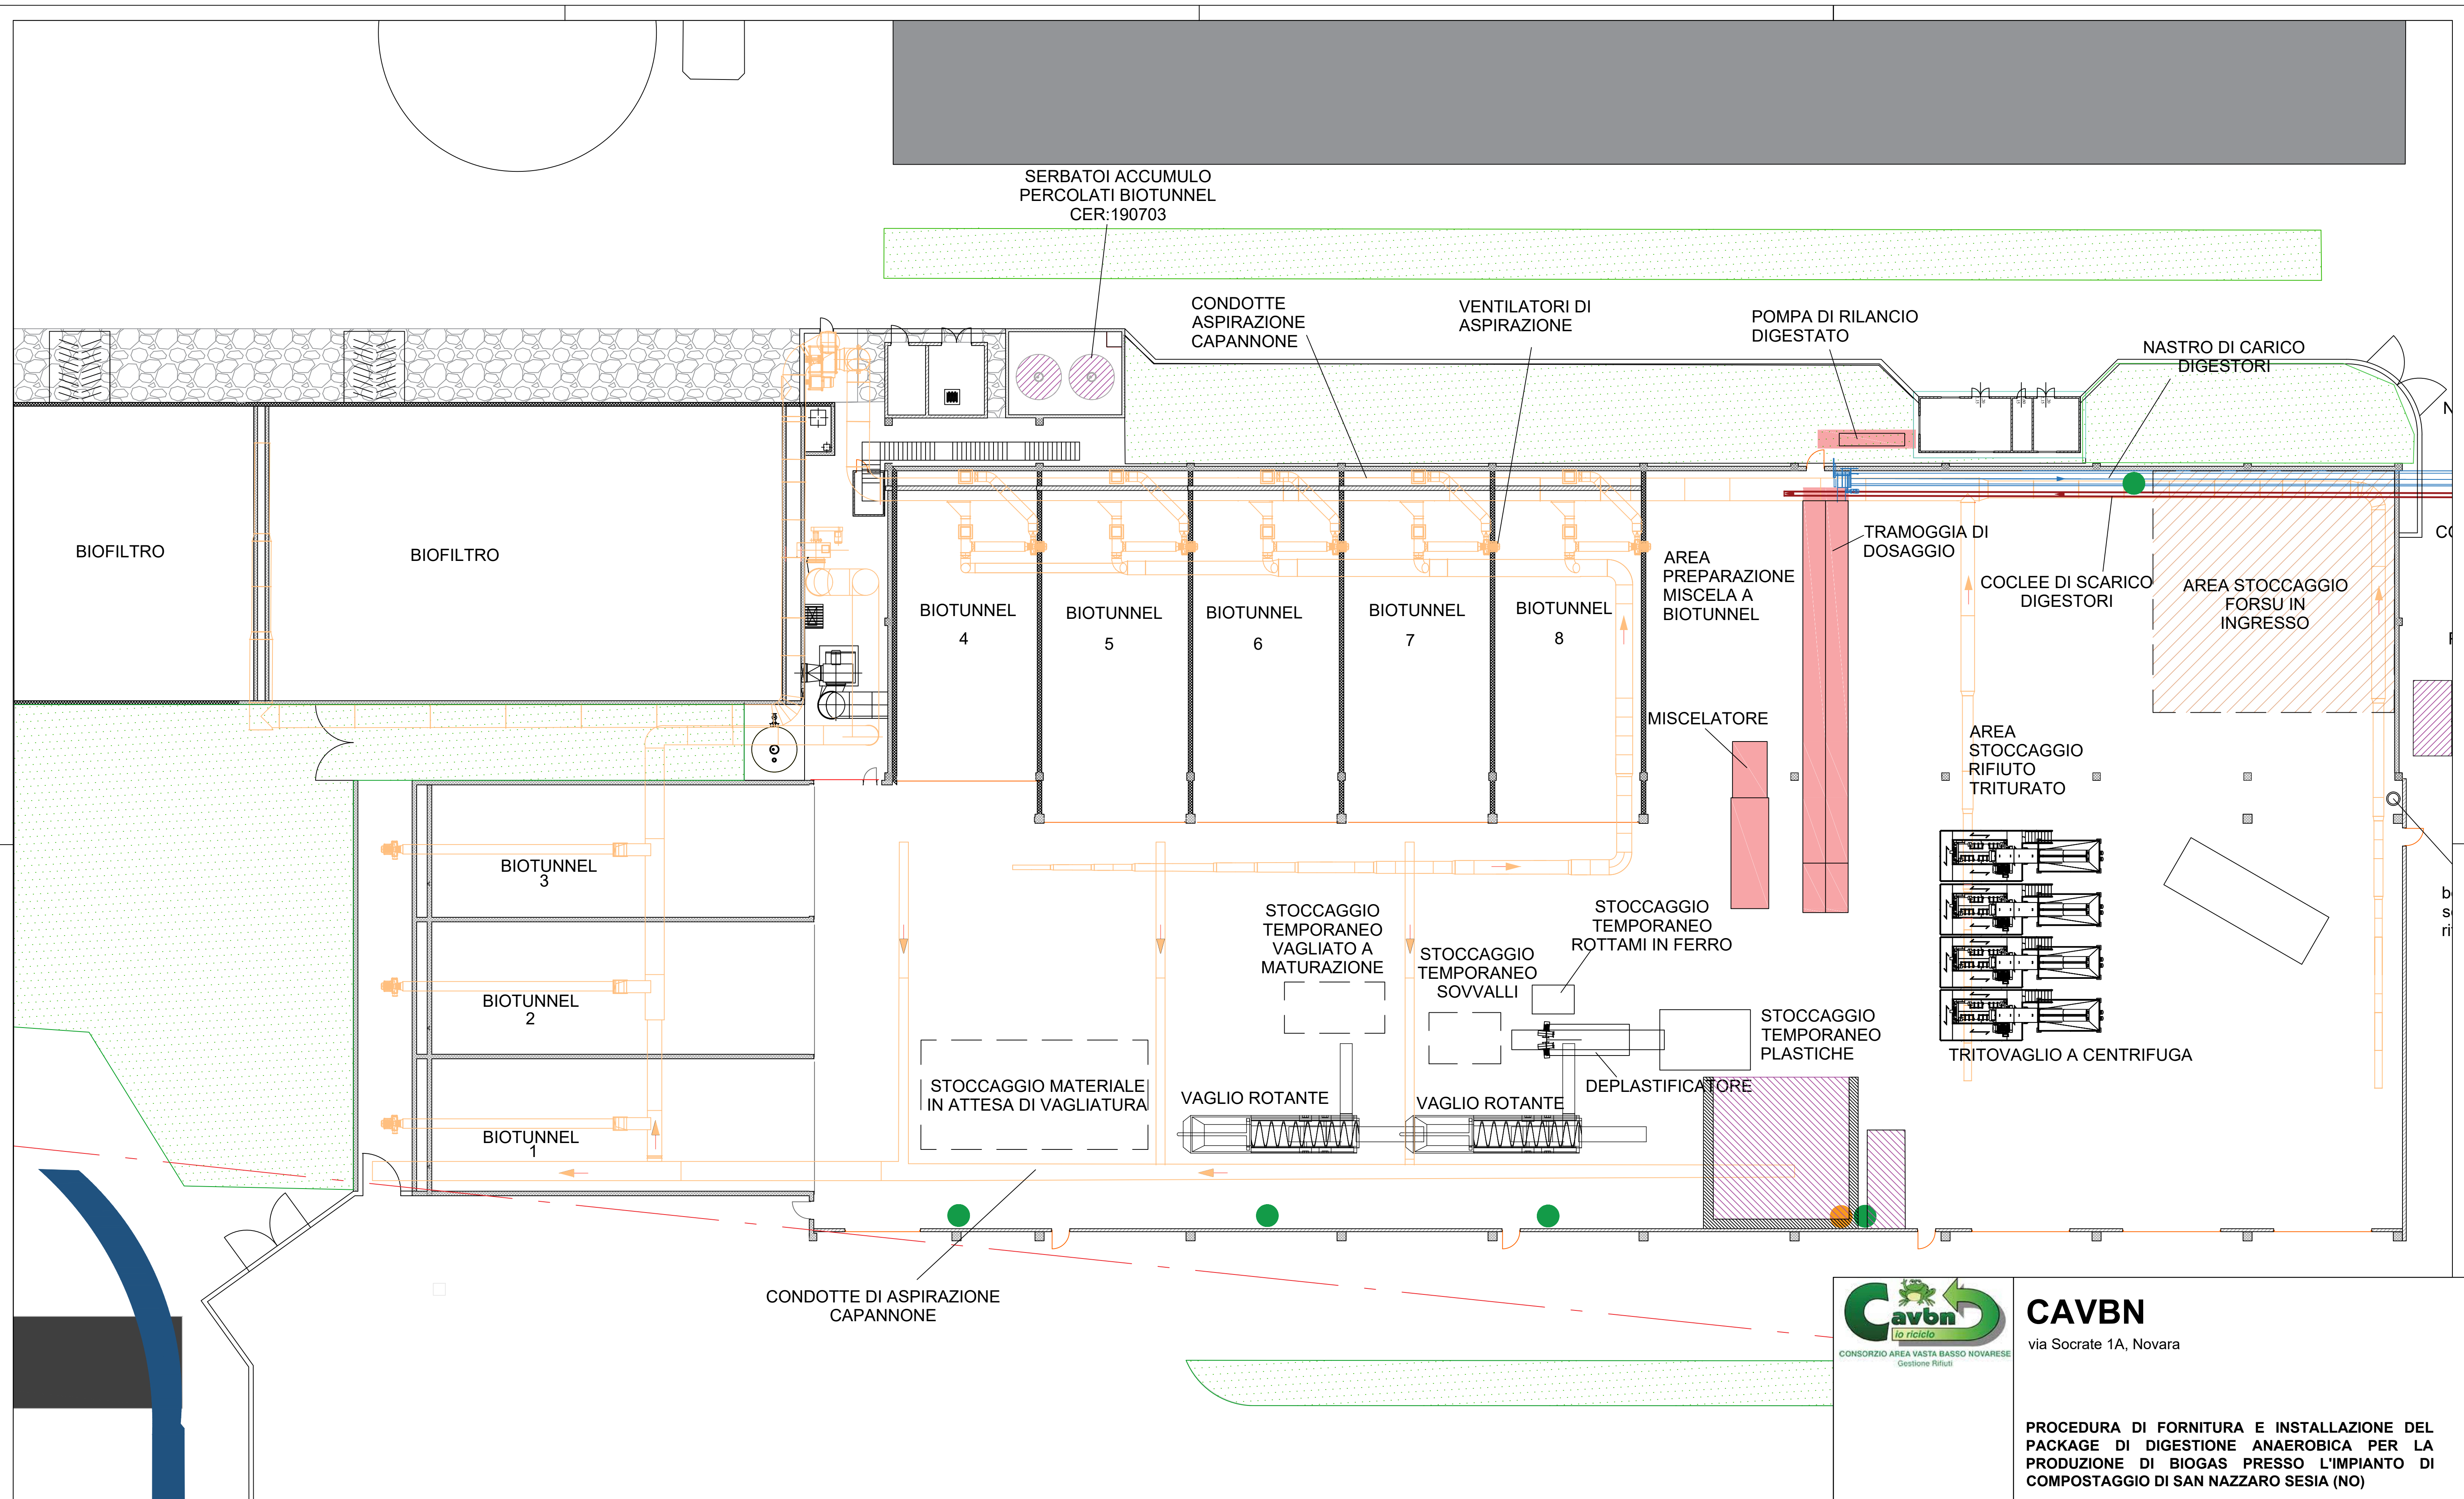 SERBATOI ACCUMULO
PERCOLATI BIOTUNNEL
CER:190703
CONDOTTE
ASPIRAZIONE
CAPANNONE
VENTILATORI DI
ASPIRAZIONE
POMPA DI RILANCIO
DIGESTATO
NASTRO DI CARICO
DIGESTORI
BIOFILTRO
BIOFILTRO
BIOTUNNEL
4
BIOTUNNEL
5
BIOTUNNEL
6
BIOTUNNEL
7
BIOTUNNEL
8
AREA
PREPARAZIONE
MISCELA A
BIOTUNNEL
TRAMOGGIA DI
DOSAGGIO
COCLEE DI SCARICO
DIGESTORI
AREA STOCCAGGIO
FORSU IN
INGRESSO
MISCELATORE
AREA
STOCCAGGIO
RIFIUTO
TRITURATO
BIOTUNNEL
3
BIOTUNNEL
2
BIOTUNNEL
1
STOCCAGGIO
TEMPORANEO
VAGLIATO A
MATURAZIONE
STOCCAGGIO
TEMPORANEO
SOVVALLI
STOCCAGGIO
TEMPORANEO
ROTTAMI IN FERRO
STOCCAGGIO
TEMPORANEO
PLASTICHE
TRITOVAGLIO A CENTRIFUGA
STOCCAGGIO MATERIALE
IN ATTESA DI VAGLIATURA
VAGLIO ROTANTE
VAGLIO ROTANTE
DEPLASTIFICATORE
CONDOTTE DI ASPIRAZIONE
CAPANNONE
Cavbn
io riciclo
CONSORZIO AREA VASTA BASSO NOVARESE
Gestione Rifiuti
CAVBN
via Socrate 1A, Novara
PROCEDURA DI FORNITURA E INSTALLAZIONE DEL
PACKAGE DI DIGESTIONE ANAEROBICA PER LA
PRODUZIONE DI BIOGAS PRESSO L'IMPIANTO DI
COMPOSTAGGIO DI SAN NAZZARO SESIA (NO)